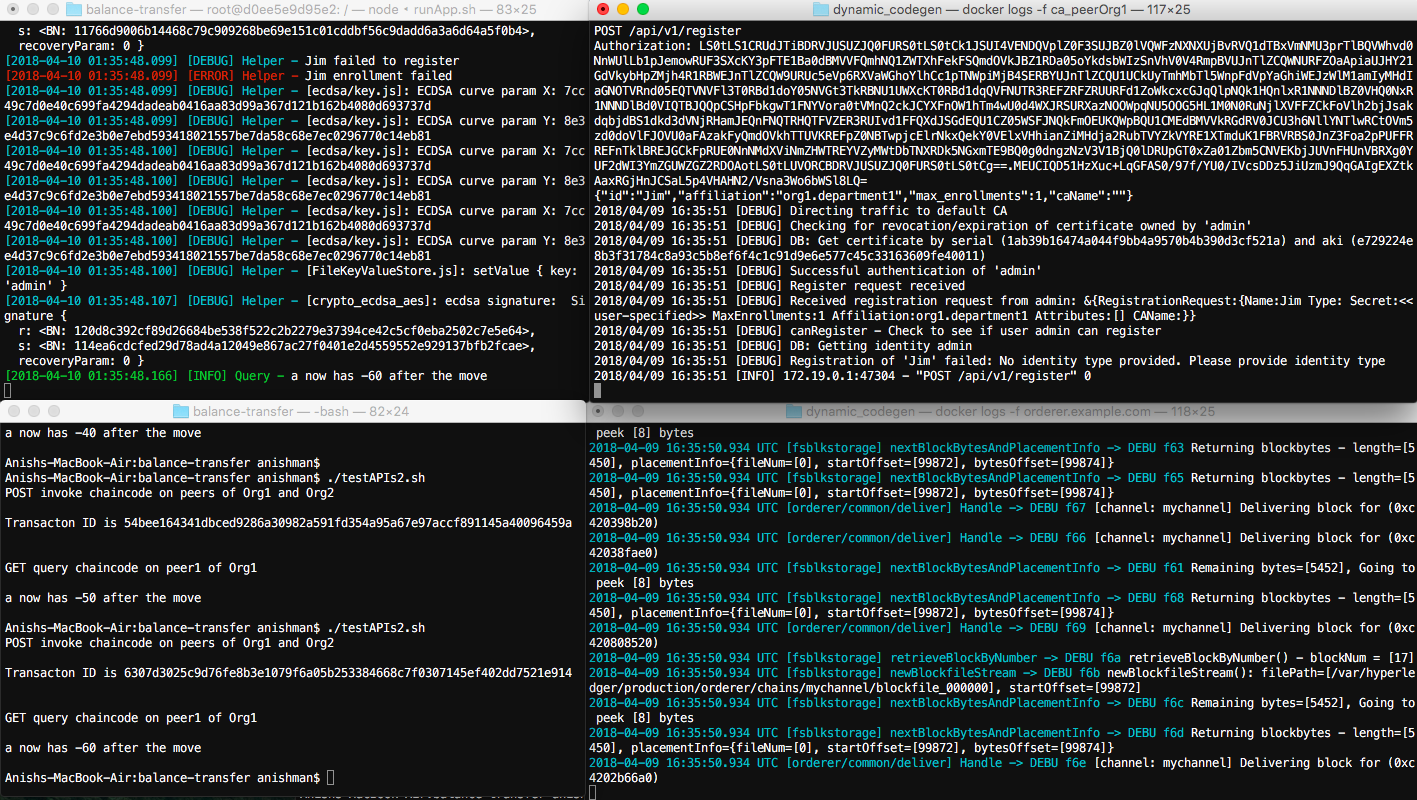 balance-transfer — root@d0ee5e9d95e2: / — node ◂ runApp.sh — 83×25
s: <BN: 11766d9006b14468c79c909268be69e151c01cddbf56c9dadd6a3a6d64a5f0b4>,
recoveryParam: 0 }
[2018-04-10 01:35:48.099] [DEBUG] Helper - Jim failed to register
[2018-04-10 01:35:48.099] [ERROR] Helper - Jim enrollment failed
[2018-04-10 01:35:48.099] [DEBUG] Helper - [ecdsa/key.js]: ECDSA curve param X: 7cc
49c7d0e40c699fa4294dadeab0416aa83d99a367d121b162b4080d693737d
[2018-04-10 01:35:48.099] [DEBUG] Helper - [ecdsa/key.js]: ECDSA curve param Y: 8e3
e4d37c9c6fd2e3b0e7ebd593418021557be7da58c68e7ec0296770c14eb81
[2018-04-10 01:35:48.100] [DEBUG] Helper - [ecdsa/key.js]: ECDSA curve param X: 7cc
49c7d0e40c699fa4294dadeab0416aa83d99a367d121b162b4080d693737d
[2018-04-10 01:35:48.100] [DEBUG] Helper - [ecdsa/key.js]: ECDSA curve param Y: 8e3
e4d37c9c6fd2e3b0e7ebd593418021557be7da58c68e7ec0296770c14eb81
[2018-04-10 01:35:48.100] [DEBUG] Helper - [ecdsa/key.js]: ECDSA curve param X: 7cc
49c7d0e40c699fa4294dadeab0416aa83d99a367d121b162b4080d693737d
[2018-04-10 01:35:48.100] [DEBUG] Helper - [ecdsa/key.js]: ECDSA curve param Y: 8e3
e4d37c9c6fd2e3b0e7ebd593418021557be7da58c68e7ec0296770c14eb81
[2018-04-10 01:35:48.100] [DEBUG] Helper - [FileKeyValueStore.js]: setValue { key:
'admin' }
[2018-04-10 01:35:48.107] [DEBUG] Helper - [crypto_ecdsa_aes]: ecdsa signature:  Si
gnature {
r: <BN: 120d8c392cf89d26684be538f522c2b2279e37394ce42c5cf0eba2502c7e5e64>,
s: <BN: 114ea6cdcfed29d78ad4a12049e867ac27f0401e2d4559552e929137bfb2fcae>,
recoveryParam: 0 }
[2018-04-10 01:35:48.166] [INFO] Query - a now has -60 after the move
dynamic_codegen — docker logs -f ca_peerOrg1 — 117×25
POST /api/v1/register
Authorization:
{"id":"Jim","affiliation":"org1.department1","max_enrollments":1,"caName":""}
2018/04/09 16:35:51 [DEBUG] Directing traffic to default CA
2018/04/09 16:35:51 [DEBUG] Checking for revocation/expiration of certificate owned by 'admin'
2018/04/09 16:35:51 [DEBUG] DB: Get certificate by serial (1ab39b16474a044f9bb4a9570b4b390d3cf521a) and aki (e729224e
8b3f31784c8a93c5b8ef6f4c1c91d9e6e577c45c33163609fe40011)
2018/04/09 16:35:51 [DEBUG] Successful authentication of 'admin'
2018/04/09 16:35:51 [DEBUG] Register request received
2018/04/09 16:35:51 [DEBUG] Received registration request from admin: &{RegistrationRequest:{Name:Jim Type: Secret:<<
user-specified>> MaxEnrollments:1 Affiliation:org1.department1 Attributes:[] CAName:}}
2018/04/09 16:35:51 [DEBUG] canRegister - Check to see if user admin can register
2018/04/09 16:35:51 [DEBUG] DB: Getting identity admin
2018/04/09 16:35:51 [DEBUG] Registration of 'Jim' failed: No identity type provided. Please provide identity type
2018/04/09 16:35:51 [INFO] 172.19.0.1:47304 - "POST /api/v1/register" 0
balance-transfer — -bash — 82×24
a now has -40 after the move
Anishs-MacBook-Air:balance-transfer anishman$
Anishs-MacBook-Air:balance-transfer anishman$ ./testAPIs2.sh
POST invoke chaincode on peers of Org1 and Org2
Transacton ID is 54bee164341dbced9286a30982a591fd354a95a67e97accf891145a40096459a
GET query chaincode on peer1 of Org1
a now has -50 after the move
Anishs-MacBook-Air:balance-transfer anishman$ ./testAPIs2.sh
POST invoke chaincode on peers of Org1 and Org2
Transacton ID is 6307d3025c9d76fe8b3e1079f6a05b253384668c7f0307145ef402dd7521e914
GET query chaincode on peer1 of Org1
a now has -60 after the move
Anishs-MacBook-Air:balance-transfer anishman$
dynamic_codegen — docker logs -f orderer.example.com — 118×25
peek [8] bytes
2018-04-09 16:35:50.934 UTC [fsblkstorage] nextBlockBytesAndPlacementInfo -> DEBU f63 Returning blockbytes - length=[5
450], placementInfo={fileNum=[0], startOffset=[99872], bytesOffset=[99874]}
2018-04-09 16:35:50.934 UTC [fsblkstorage] nextBlockBytesAndPlacementInfo -> DEBU f65 Returning blockbytes - length=[5
450], placementInfo={fileNum=[0], startOffset=[99872], bytesOffset=[99874]}
2018-04-09 16:35:50.934 UTC [orderer/common/deliver] Handle -> DEBU f67 [channel: mychannel] Delivering block for (0xc
420398b20)
2018-04-09 16:35:50.934 UTC [orderer/common/deliver] Handle -> DEBU f66 [channel: mychannel] Delivering block for (0xc
42038fae0)
2018-04-09 16:35:50.934 UTC [fsblkstorage] nextBlockBytesAndPlacementInfo -> DEBU f61 Remaining bytes=[5452], Going to
peek [8] bytes
2018-04-09 16:35:50.934 UTC [fsblkstorage] nextBlockBytesAndPlacementInfo -> DEBU f68 Returning blockbytes - length=[5
450], placementInfo={fileNum=[0], startOffset=[99872], bytesOffset=[99874]}
2018-04-09 16:35:50.934 UTC [orderer/common/deliver] Handle -> DEBU f69 [channel: mychannel] Delivering block for (0xc
420808520)
2018-04-09 16:35:50.934 UTC [fsblkstorage] retrieveBlockByNumber -> DEBU f6a retrieveBlockByNumber() - blockNum = [17]
2018-04-09 16:35:50.934 UTC [fsblkstorage] newBlockfileStream -> DEBU f6b newBlockfileStream(): filePath=[/var/hyperle
dger/production/orderer/chains/mychannel/blockfile_000000], startOffset=[99872]
2018-04-09 16:35:50.934 UTC [fsblkstorage] nextBlockBytesAndPlacementInfo -> DEBU f6c Remaining bytes=[5452], Going to
peek [8] bytes
2018-04-09 16:35:50.934 UTC [fsblkstorage] nextBlockBytesAndPlacementInfo -> DEBU f6d Returning blockbytes - length=[5
450], placementInfo={fileNum=[0], startOffset=[99872], bytesOffset=[99874]}
2018-04-09 16:35:50.934 UTC [orderer/common/deliver] Handle -> DEBU f6e [channel: mychannel] Delivering block for (0xc
4202b66a0)